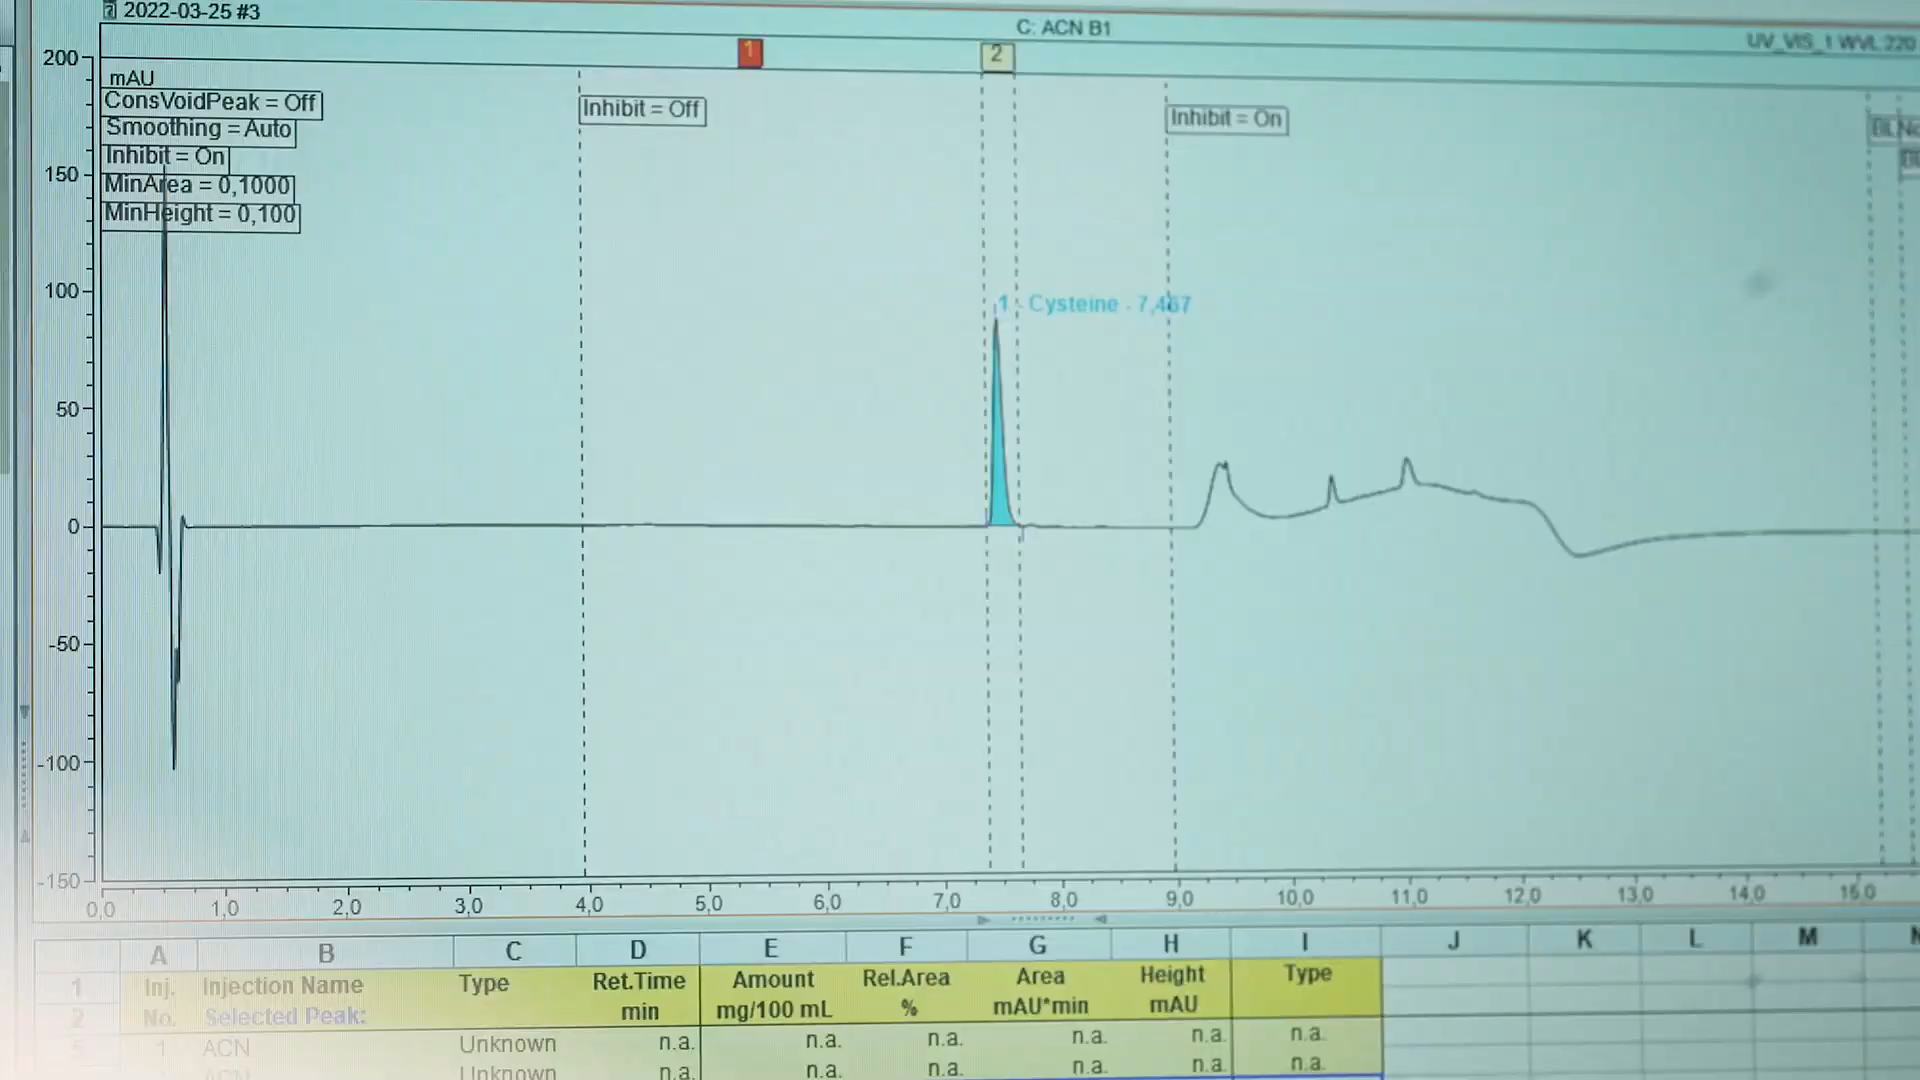 2022-03-25 #3
C: ACN B1
UV_VIS_1 WVL 220
1
2
200
mAU
ConsVoidPeak = Off
Smoothing = Auto
Inhibit = On
MinArea = 0,1000
MinHeight = 0,100
Inhibit = Off
Inhibit = On
150
100
1 - Cysteine - 7,467
50
0
-50
-100
-150
0,0 1,0 2,0 3,0 4,0 5,0 6,0 7,0 8,0 9,0 10,0 11,0 12,0 13,0 14,0 15,0
A B C D E F G H I J K L M N
1 Inj. Injection Name Type Ret.Time Amount Rel.Area Area Height Type
2 No. Selected Peak: min mg/100 mL % mAU*min mAU
5 1 ACN Unknown n.a. n.a. n.a. n.a. n.a. n.a.
ACN Unknown n.a. n.a. n.a. n.a. n.a. n.a.